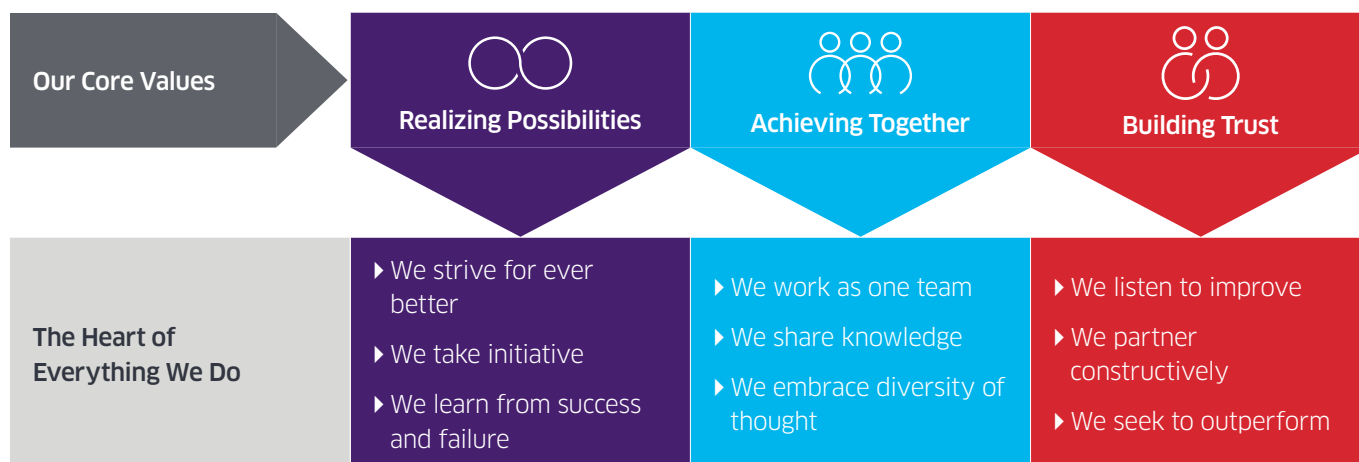 Our Core Values
Realizing Possibilities
Achieving Together
Building Trust
The Heart of
Everything We Do
We strive for ever
better
We take initiative
We learn from success
and failure
We work as one team
We share knowledge
We embrace diversity of
thought
We listen to improve
We partner
constructively
We seek to outperform